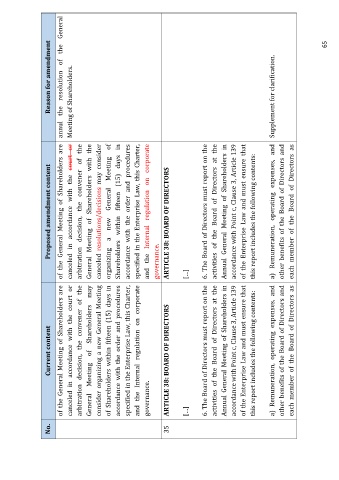 No.
Current content
Proposed amendment content
Reason for amendment
of the General Meeting of Shareholders are
canceled in accordance with the court or
arbitration decision, the convener of the
General Meeting of Shareholders may
consider organizing a new General Meeting
of Shareholders within fifteen (15) days in
accordance with the order and procedures
specified in the Enterprise Law, this Charter,
and the Internal regulation on corporate
governance.
of the General Meeting of Shareholders are
canceled in accordance with the court or
arbitration decision, the convener of the
General Meeting of Shareholders with the
canceled resolutions/decisions may consider
organizing a new General Meeting of
Shareholders within fifteen (15) days in
accordance with the order and procedures
specified in the Enterprise Law, this Charter,
and the Internal regulation on corporate
governance.
annul the resolution of the General
Meeting of Shareholders.
35
ARTICLE 38: BOARD OF DIRECTORS
[...]
6. The Board of Directors must report on the
activities of the Board of Directors at the
Annual General Meeting of Shareholders in
accordance with Point c, Clause 3, Article 139
of the Enterprise Law and must ensure that
this report includes the following contents:
a) Remuneration, operating expenses, and
other benefits of the Board of Directors and
each member of the Board of Directors as
ARTICLE 38: BOARD OF DIRECTORS
[...]
6. The Board of Directors must report on the
activities of the Board of Directors at the
Annual General Meeting of Shareholders in
accordance with Point c, Clause 3, Article 139
of the Enterprise Law and must ensure that
this report includes the following contents:
a) Remuneration, operating expenses, and
other benefits of the Board of Directors and
each member of the Board of Directors as
Supplement for clarification.
65